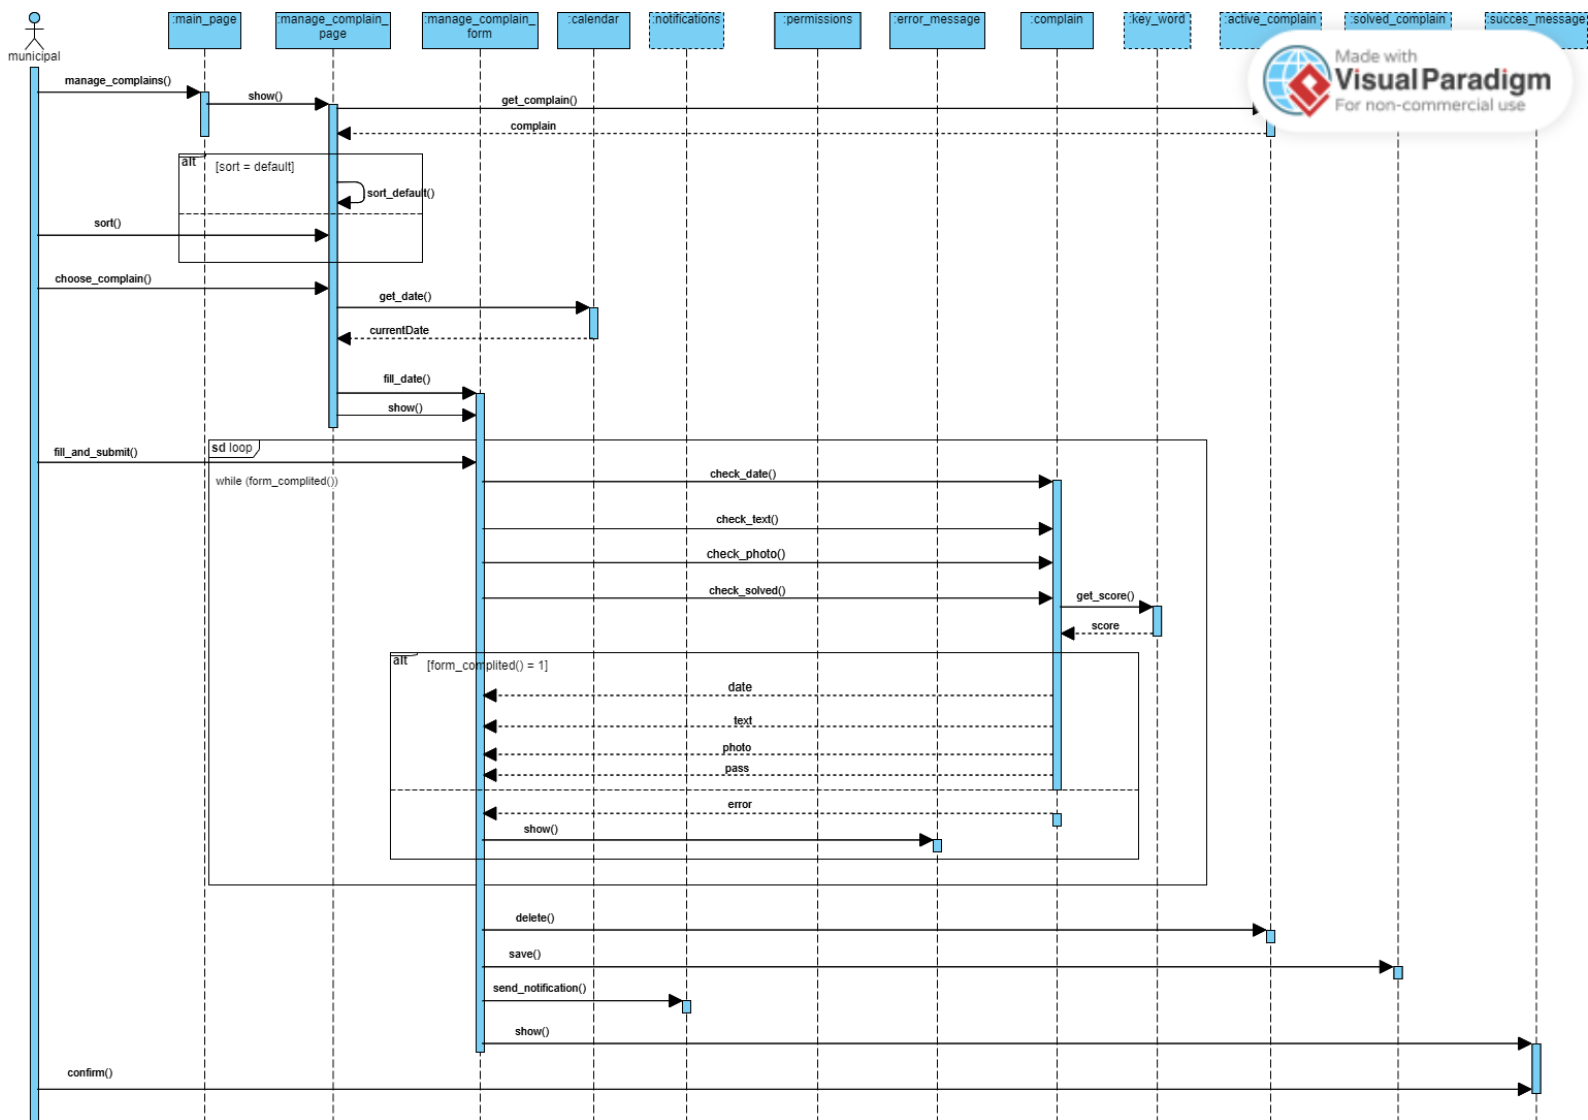 :main_page
:manage_complain_
page
:manage_complain_
form
:calendar
:notifications
:permissions
:error_message
:complain
:key_word
:active_complain
:solved_complain
:succes_message
municipal
Made with
Visual Paradigm
For non-commercial use
manage_complains()
show()
get_complain()
complain
alt
[sort = default]
sort_default()
sort()
choose_complain()
get_date()
currentDate
fill_date()
show()
sd loop
fill_and_submit()
while (form_complited())
check_date()
check_text()
check_photo()
check_solved()
get_score()
score
alt
[form_complited() = 1]
date
text
photo
pass
error
show()
delete()
save()
send_notification()
show()
confirm()